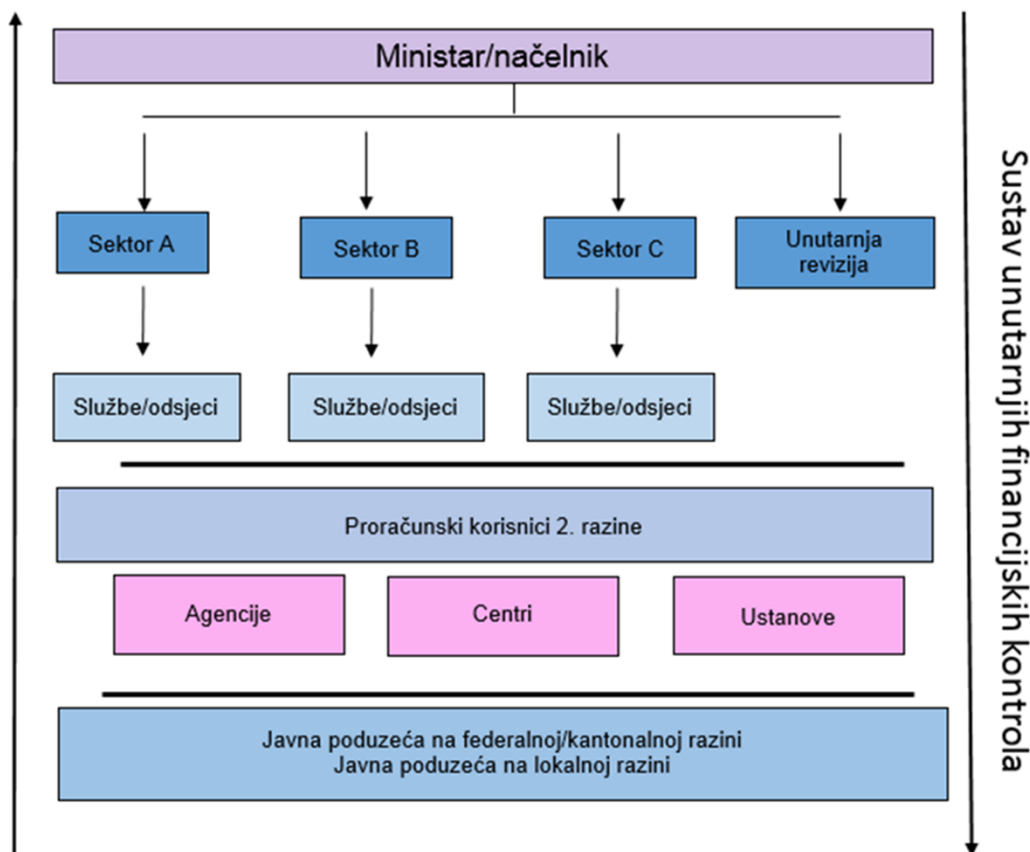 Ministar/načelnik
Sektor A
Sektor B
Sektor C
Unutarnja
revizija
Službe/odsjeci
Službe/odsjeci
Službe/odsjeci
Proračunski korisnici 2. razine
Agencije
Centri
Ustanove
Javna poduzeća na federalnoj/kantonalnoj razini
Javna poduzeća na lokalnoj razini
Sustav unutarnjih financijskih kontrola